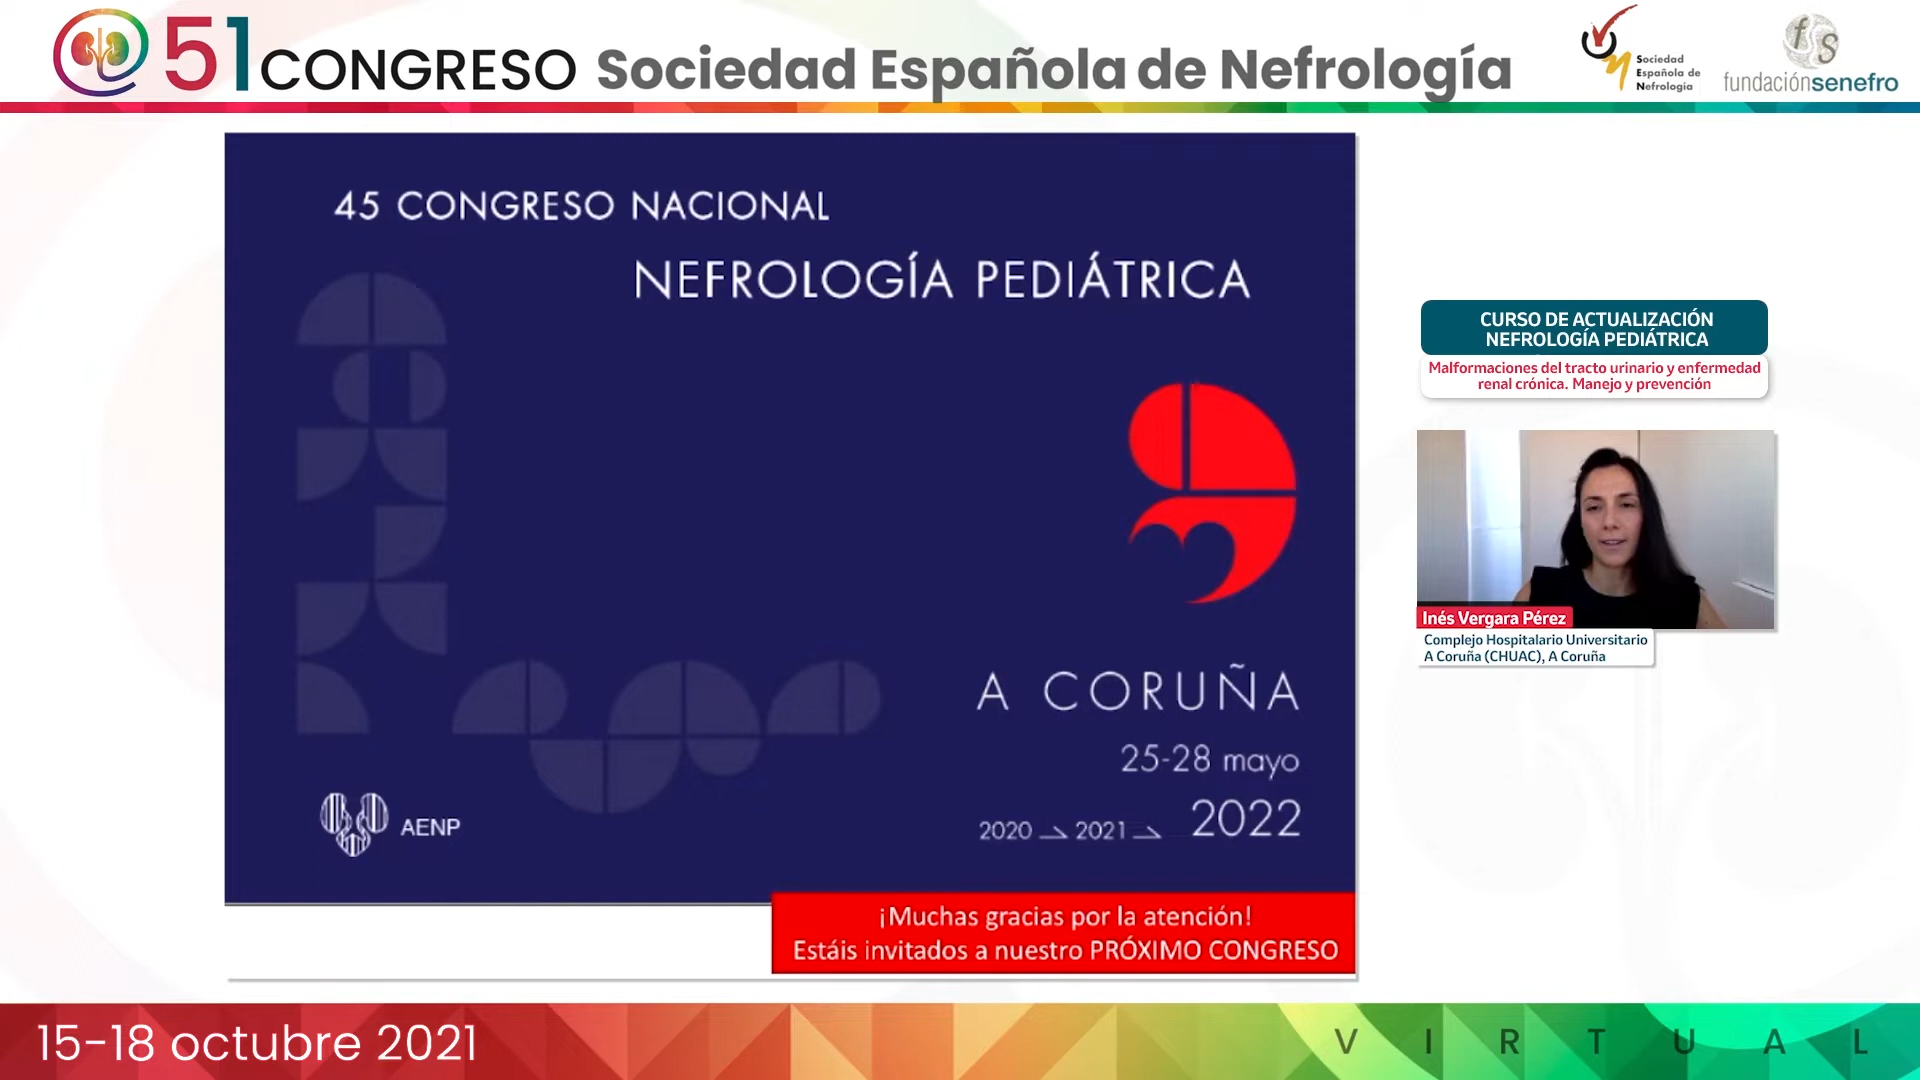 51 CONGRESO Sociedad Española de Nefrología
Sociedad
Española de
Nefrología
fs
fundaciónsenefro
45 CONGRESO NACIONAL
NEFROLOGÍA PEDIÁTRICA
A CORUÑA
25-28 mayo
2020 2021 2022
AENP
¡Muchas gracias por la atención!
Estáis invitados a nuestro PRÓXIMO CONGRESO
CURSO DE ACTUALIZACIÓN
NEFROLOGÍA PEDIÁTRICA
Malformaciones del tracto urinario y enfermedad
renal crónica. Manejo y prevención
Inés Vergara Pérez
Complejo Hospitalario Universitario
A Coruña (CHUAC), A Coruña
15-18 octubre 2021
VIRTUAL